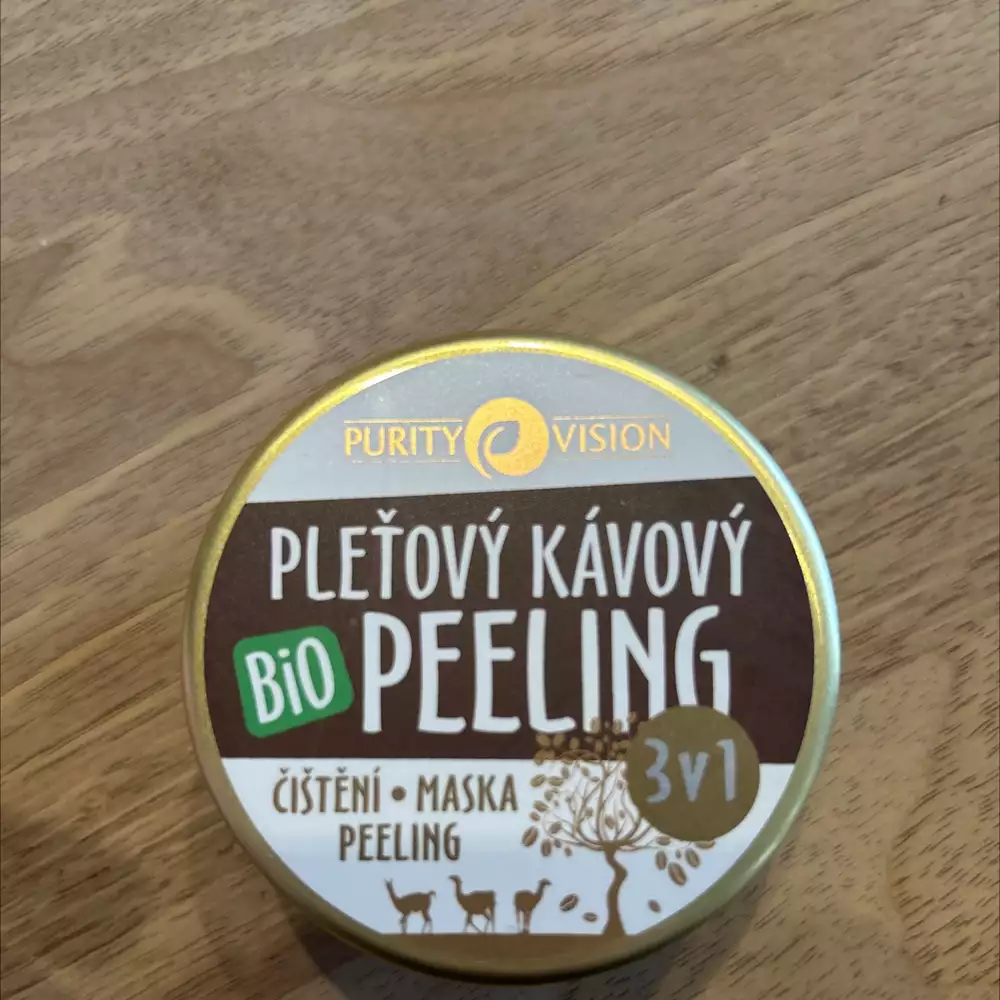 PURITY VISION
PLEŤOVÝ KÁVOVÝ
BiO PEELING
3v1
ČIŠTĚNÍ • MASKA
PEELING